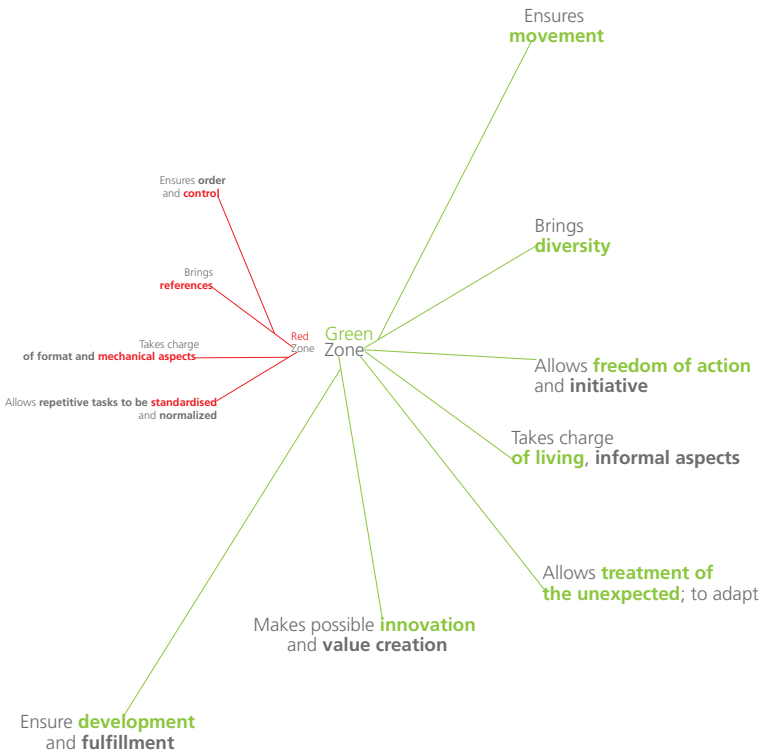 Ensures
movement
Ensures order
and control
Brings
references
Takes charge
of format and mechanical aspects
Allows repetitive tasks to be standardised
and normalized
Red
Zone
Green
Zone
Brings
diversity
Allows freedom of action
and initiative
Takes charge
of living, informal aspects
Allows treatment of
the unexpected; to adapt
Makes possible innovation
and value creation
Ensure development
and fulfillment